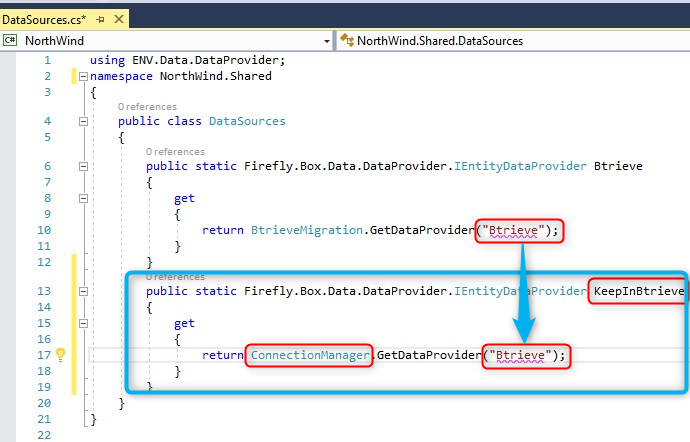 DataSources.cs*
C# NorthWind NorthWind.Shared.DataSources
1 using ENV.Data.DataProvider;
2 namespace NorthWind.Shared
3 {
0 references
4 public class DataSources
5 {
0 references
6 public static Firefly.Box.Data.DataProvider.IEntityDataProvider Btrieve
7 {
8 get
9 {
10 return BtrieveMigration.GetDataProvider("Btrieve");
11 }
12 }
0 references
13 public static Firefly.Box.Data.DataProvider.IEntityDataProvider KeepInBtrieve
14 {
15 get
16 {
17 return ConnectionManager.GetDataProvider("Btrieve");
18 }
19 }
20 }
21 }
22